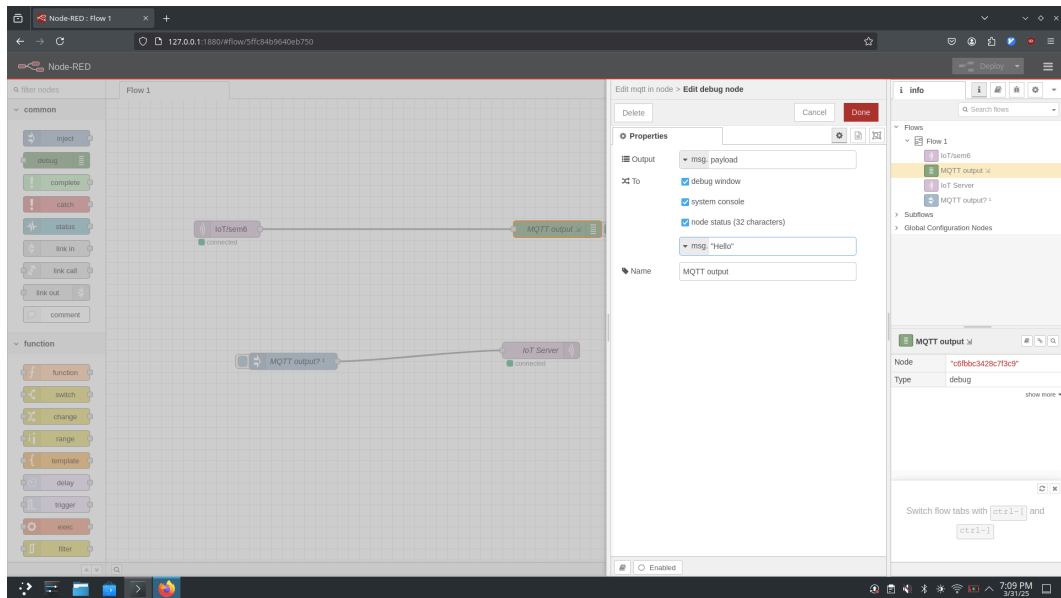 Node-RED : Flow 1
127.0.0.1:1880/#flow/5ffc84b9640eb750
Node-RED
Deploy
filter nodes
Flow 1
common
inject
debug
complete
catch
status
link in
link call
link out
comment
function
function
switch
change
range
template
delay
trigger
exec
filter
IoT/sem6
connected
MQTT output
MQTT output? ¹
IoT Server
connected
Edit mqtt in node > Edit debug node
Delete
Cancel
Done
Properties
Output
msg. payload
To
debug window
system console
node status (32 characters)
msg. "Hello"
Name
MQTT output
Enabled
info
Search flows
Flows
Flow 1
IoT/sem6
MQTT output
IoT Server
MQTT output? ¹
Subflows
Global Configuration Nodes
MQTT output
Node
"c6fbbc3428c7f3c9"
Type
debug
show more
Switch flow tabs with ctrl-[ and
ctrl-]
7:09 PM
3/31/25